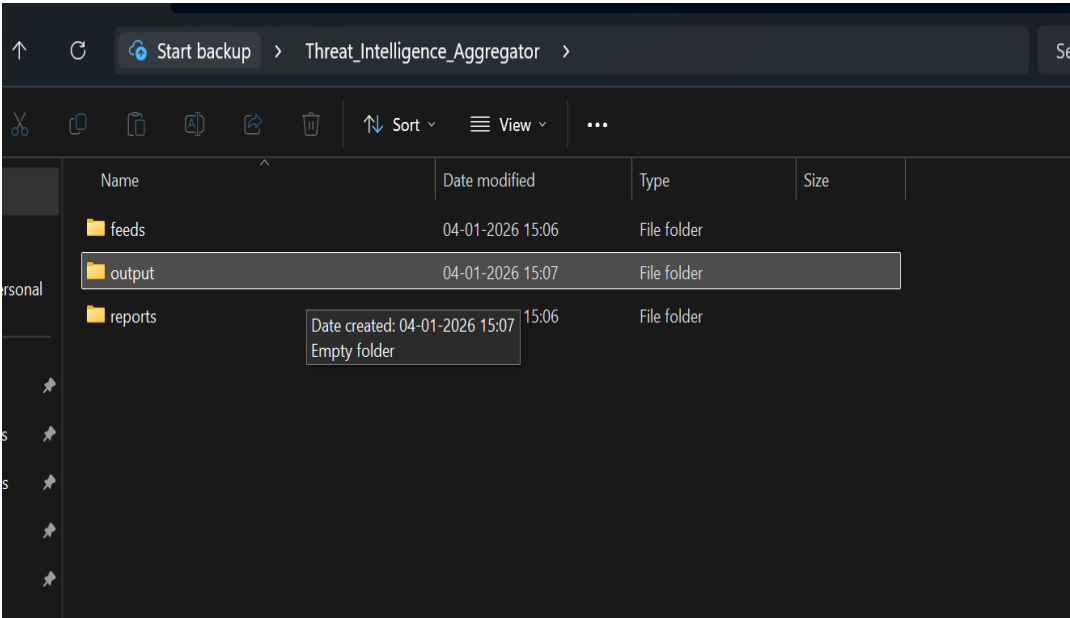 Start backup > Threat_Intelligence_Aggregator >
Sort
View
Name Date modified Type Size
feeds 04-01-2026 15:06 File folder
output 04-01-2026 15:07 File folder
ersonal
reports 15:06 File folder
Date created: 04-01-2026 15:07
Empty folder
s
s